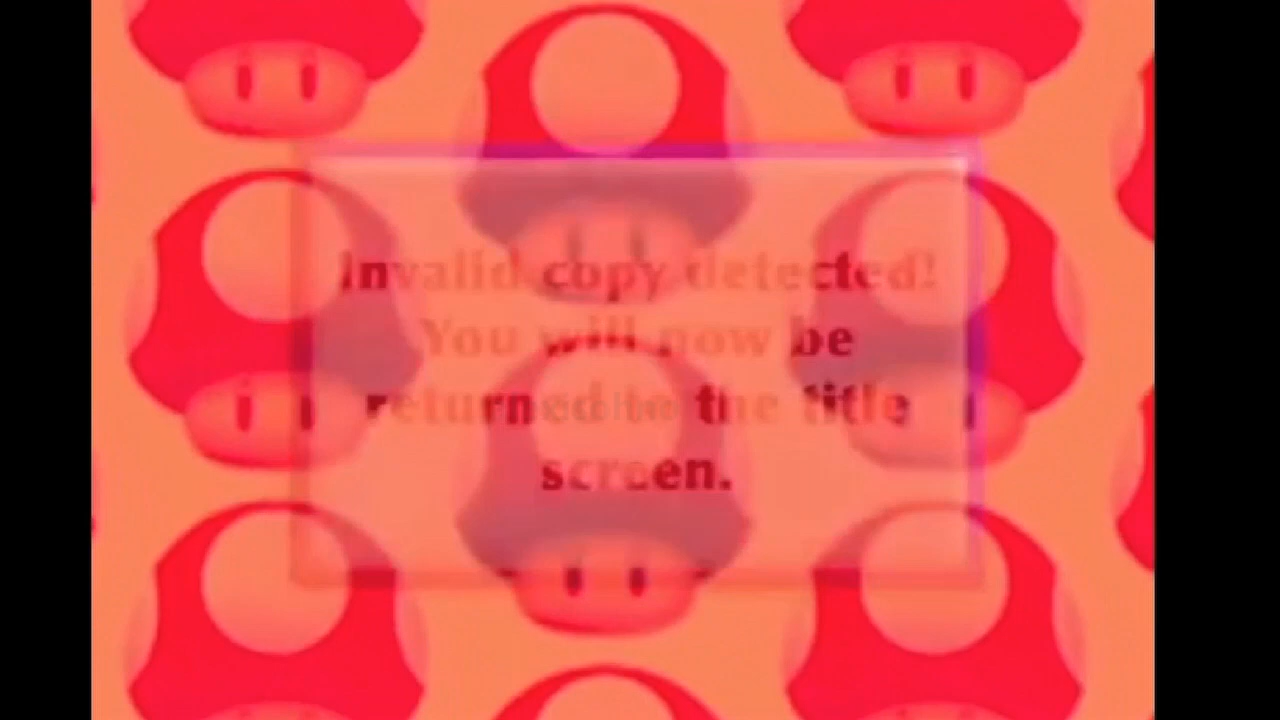 Invalid copy detected!
You will now be
returned to the title
screen.